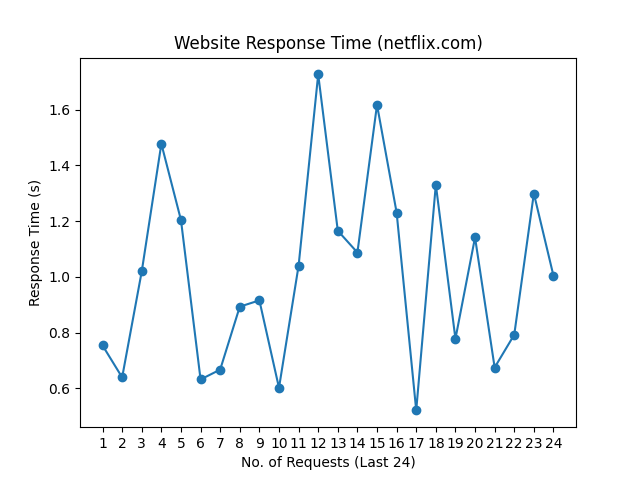 Website Response Time (netflix.com)
Response Time (s)
1.6
1.4
1.2
1.0
0.8
0.6
1 2 3 4 5 6 7 8 9 10 11 12 13 14 15 16 17 18 19 20 21 22 23 24
No. of Requests (Last 24)